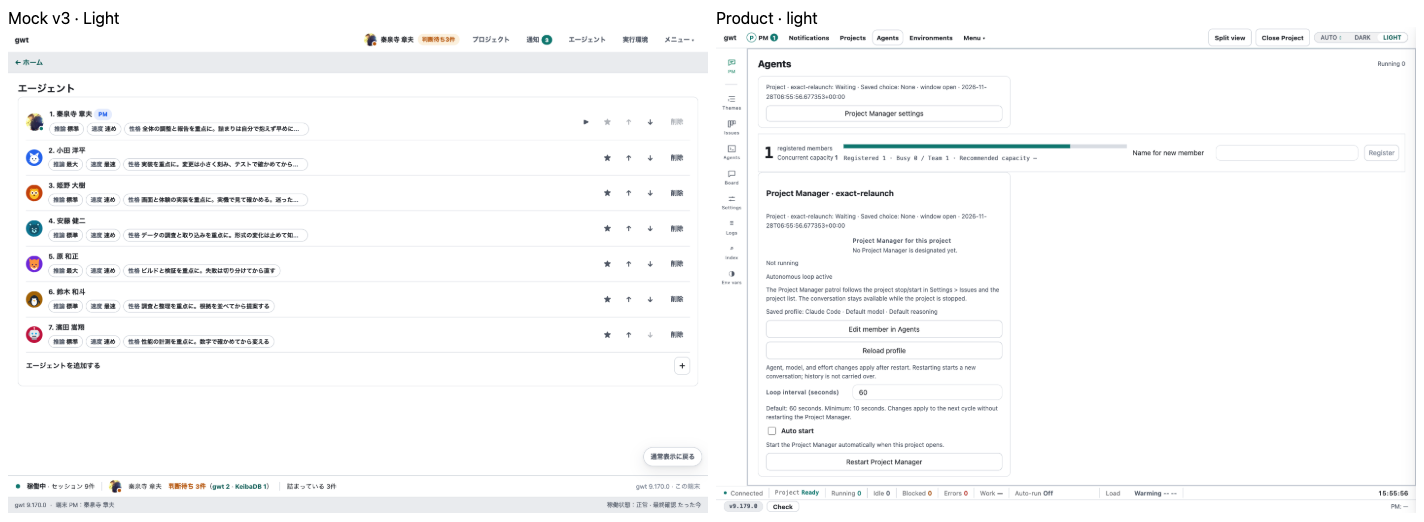 Mock v3 · Light
gwt
秦泉寺 章夫 判断待ち3件 プロジェクト 通知 3 エージェント 実行環境 メニュー
← ホーム
エージェント
1. 秦泉寺 章夫 PM
推論 標準 速度 速め 性格 全体の調整と報告を重点に。詰まりは自分で抱えず早めに…
削除
2. 小田 洋平
推論 最大 速度 最速 性格 実装を重点に。変更は小さく刻み、テストで確かめてから…
削除
3. 姫野 大樹
推論 標準 速度 速め 性格 画面と体験の実装を重点に。実機で見て確かめる。迷った…
削除
4. 安藤 健二
推論 標準 速度 速め 性格 データの調査と取り込みを重点に。形式の変化は止めて知…
削除
5. 原 和正
推論 最大 速度 速め 性格 ビルドと検証を重点に。失敗は切り分けてから直す
削除
6. 鈴木 和斗
推論 標準 速度 最速 性格 調査と整理を重点に。根拠を並べてから提案する
削除
7. 濱田 嵩翔
推論 標準 速度 速め 性格 性能の計測を重点に。数字で確かめてから変える
削除
エージェントを追加する +
通常表示に戻る
稼働中 · セッション 9件 秦泉寺 章夫 判断待ち 3件 (gwt 2 · KeibaDB 1) 詰まっている 3件 gwt 9.170.0 · この端末
gwt 9.170.0 · 端末 PM：秦泉寺 章夫 稼働状態：正常 · 最終確認 たった今
Product · light
gwt P PM 1 Notifications Projects Agents Environments Menu Split view Close Project AUTO DARK LIGHT
PM
Themes
Issues
Agents
Board
Settings
Logs
Index
Env vars
Agents Running 0
Project · exact-relaunch: Waiting · Saved choice: None · window open · 2026-11-
28T06:55:56.677353+00:00
Project Manager settings
1 registered members
Concurrent capacity 1 Registered 1 · Busy 0 / Team 1 · Recommended capacity —
Name for new member Register
Project Manager · exact-relaunch
Project · exact-relaunch: Waiting · Saved choice: None · window open · 2026-11-
28T06:55:56.677353+00:00
Project Manager for this project
No Project Manager is designated yet.
Not running
Autonomous loop active
The Project Manager patrol follows the project stop/start in Settings > Issues and the
project list. The conversation stays available while the project is stopped.
Saved profile: Claude Code · Default model · Default reasoning
Edit member in Agents
Reload profile
Agent, model, and effort changes apply after restart. Restarting starts a new
conversation; history is not carried over.
Loop interval (seconds) 60
Default: 60 seconds. Minimum: 10 seconds. Changes apply to the next cycle without
restarting the Project Manager.
Auto start
Start the Project Manager automatically when this project opens.
Restart Project Manager
Connected Project Ready Running 0 Idle 0 Blocked 0 Errors 0 Work — Auto-run Off Load Warming -- -- 15:55:56
v9.179.0 Check PM: --